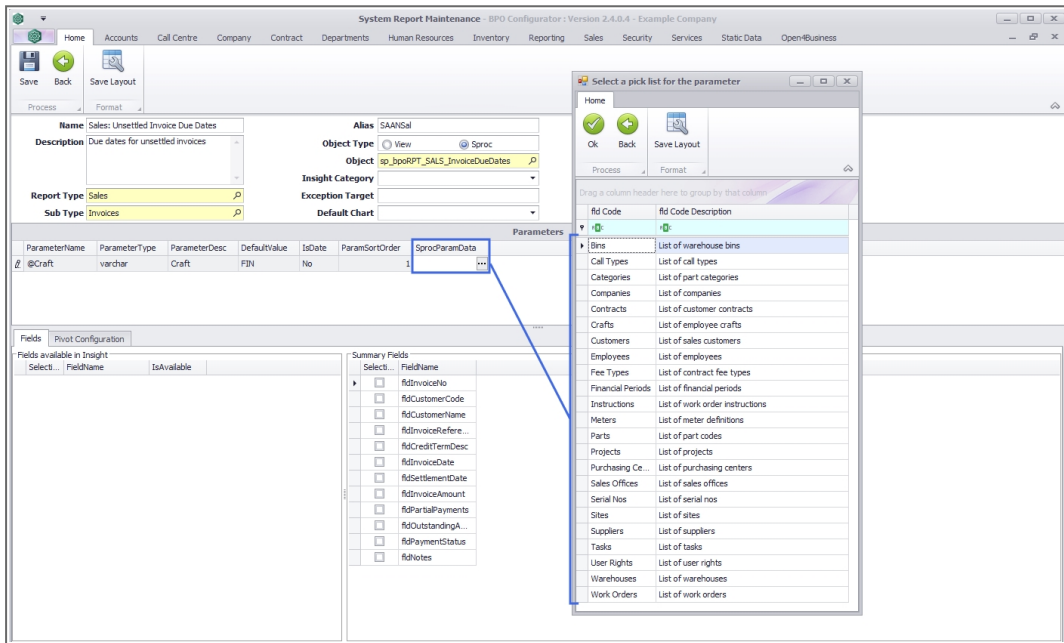 System Report Maintenance - BPO Configurator : Version 2.4.0.4 - Example Company
Home Accounts Call Centre Company Contract Departments Human Resources Inventory Reporting Sales Security Services Static Data Open4Business
Save Back Save Layout
Process Format
Name Sales: Unsettled Invoice Due Dates
Description Due dates for unsettled invoices
Report Type Sales
Sub Type Invoices
Alias SAANSal
Object Type View Sproc
Object sp_bpoRPT_SALS_InvoiceDueDates
Insight Category
Exception Target
Default Chart
Parameters
ParameterName ParameterType ParameterDesc DefaultValue IsDate ParamSortOrder SprocParamData
@Craft varchar Craft FIN No 1 ...
Fields Pivot Configuration
Fields available in Insight
Selecti... FieldName IsAvailable
Summary Fields
Selecti... FieldName
fldInvoiceNo
fldCustomerCode
fldCustomerName
fldInvoiceRefere...
fldCreditTermDesc
fldInvoiceDate
fldSettlementDate
fldInvoiceAmount
fldPartialPayments
fldOutstandingA...
fldPaymentStatus
fldNotes
Select a pick list for the parameter
Home
Ok Back Save Layout
Process Format
Drag a column header here to group by that column
fld Code fld Code Description
Bins List of warehouse bins
Call Types List of call types
Categories List of part categories
Companies List of companies
Contracts List of customer contracts
Crafts List of employee crafts
Customers List of sales customers
Employees List of employees
Fee Types List of contract fee types
Financial Periods List of financial periods
Instructions List of work order instructions
Meters List of meter definitions
Parts List of part codes
Projects List of projects
Purchasing Ce... List of purchasing centers
Sales Offices List of sales offices
Serial Nos List of serial nos
Sites List of sites
Suppliers List of suppliers
Tasks List of tasks
User Rights List of user rights
Warehouses List of warehouses
Work Orders List of work orders